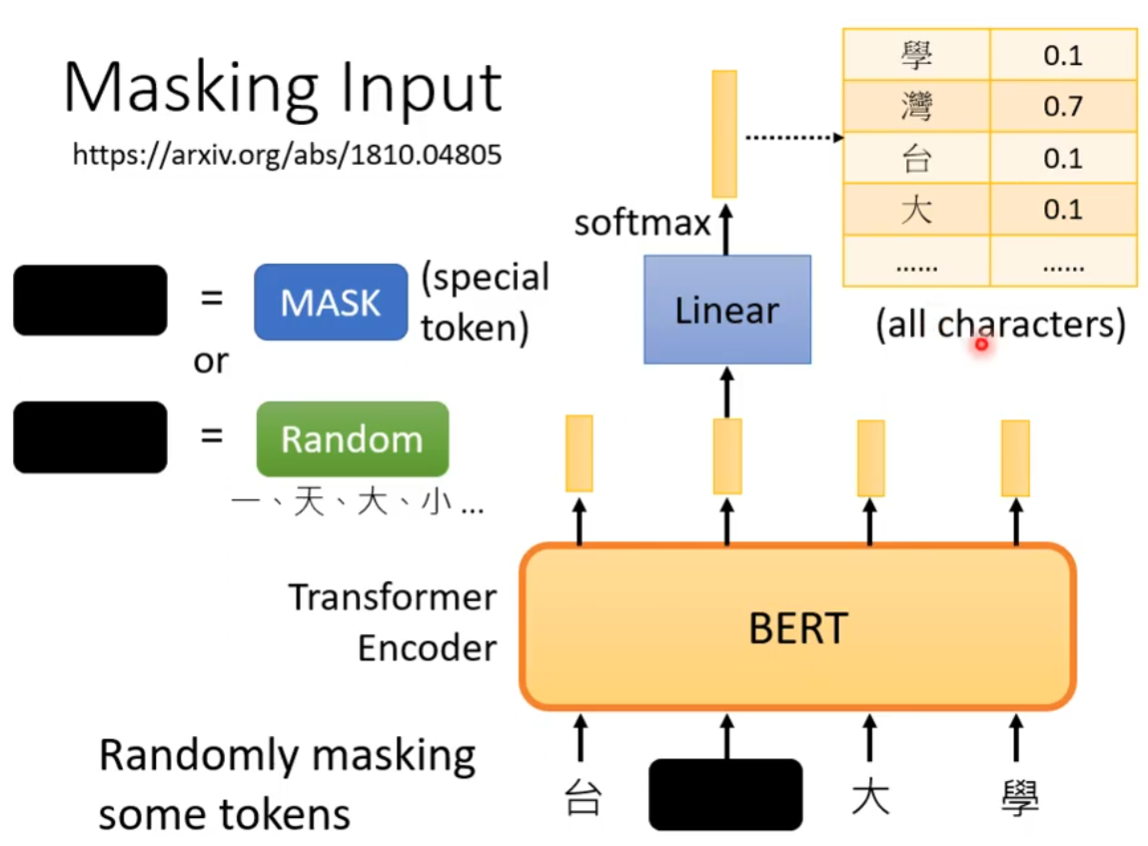 Masking Input
https://arxiv.org/abs/1810.04805
學 0.1
灣 0.7
台 0.1
大 0.1
...... ......
(all characters)
softmax
Linear
= MASK (special
token)
or
= Random
一、天、大、小 ...
Transformer
Encoder
BERT
Randomly masking
some tokens
台 大 學